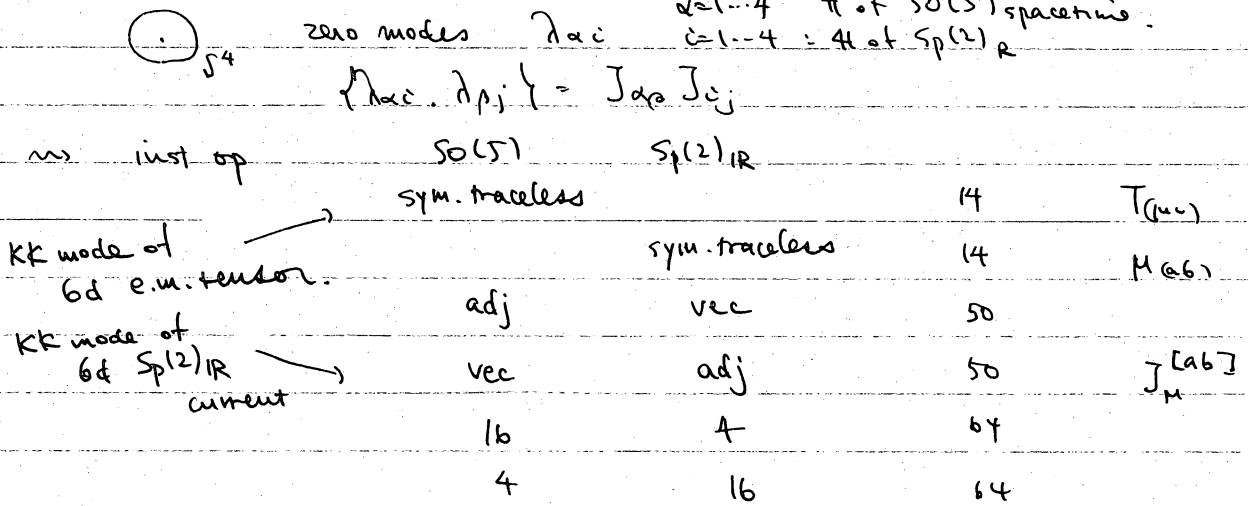 α=1...4 4 of SO(5) spacetime.
S⁴ zero modes λ_{αi} i=1...4 : 4 of Sp(2)_R
{λ_{αi}, λ_{βj}} = J_{αβ} J_{ij}
⇝ inst op SO(5) Sp(2)_{IR}
sym. traceless 14 T_{(μν)}
KK mode of 6d e.m. tensor. → sym. traceless 14 M_{(ab)}
adj vec 50
KK mode of 6d Sp(2)_{IR} current → vec adj 50 J_μ^{[ab]}
16 4 64
4 16 64